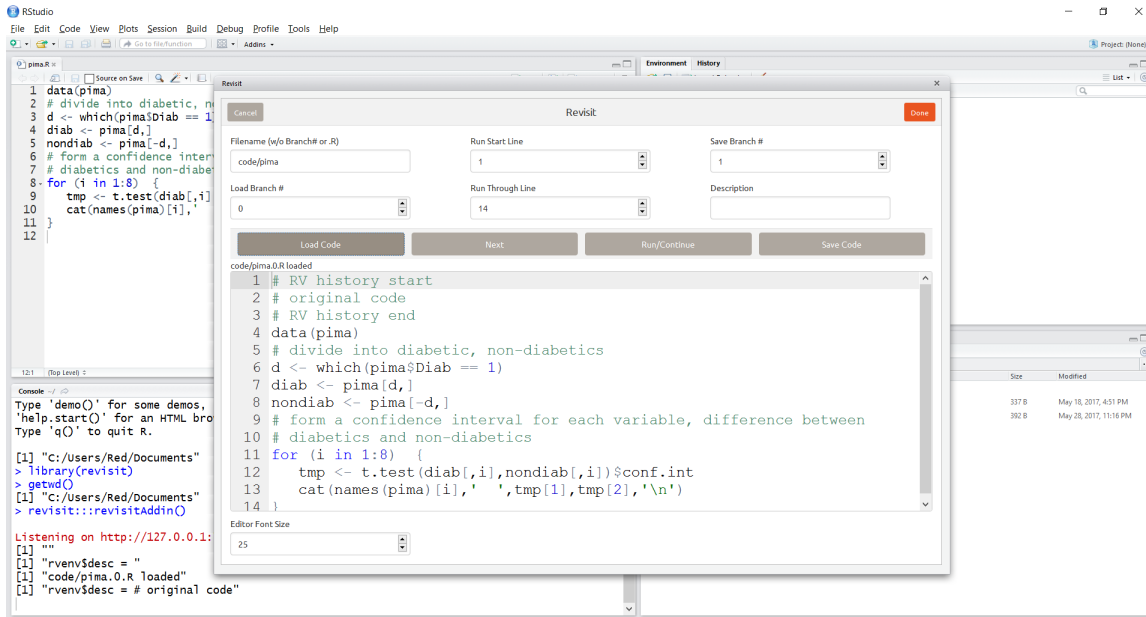 RStudio
File Edit Code View Plots Session Build Debug Profile Tools Help
Go to file/function Addins
Project: (None)
pima.R
Source on Save
1 data(pima)
2 # divide into diabetic, n
3 d <- which(pima$Diab == 1
4 diab <- pima[d,]
5 nondiab <- pima[-d,]
6 # form a confidence inter
7 # diabetics and non-diabe
8 for (i in 1:8) {
9 tmp <- t.test(diab[,i]
10 cat(names(pima)[i],'
11 }
12
12:1 (Top Level)
Console ~/
Type 'demo()' for some demos,
'help.start()' for an HTML bro
Type 'q()' to quit R.
[1] "C:/Users/Red/Documents"
> library(revisit)
> getwd()
[1] "C:/Users/Red/Documents"
> revisit:::revisitAddin()
Listening on http://127.0.0.1:
[1] ""
[1] "rvenv$desc = "
[1] "code/pima.0.R loaded"
[1] "rvenv$desc = # original code"
Environment History
List
Size Modified
337 B May 18, 2017, 4:51 PM
392 B May 28, 2017, 11:16 PM
Revisit
Cancel Revisit Done
Filename (w/o Branch# or .R) Run Start Line Save Branch #
code/pima 1 1
Load Branch # Run Through Line Description
0 14
Load Code Next Run/Continue Save Code
code/pima.0.R loaded
1 # RV history start
2 # original code
3 # RV history end
4 data(pima)
5 # divide into diabetic, non-diabetics
6 d <- which(pima$Diab == 1)
7 diab <- pima[d,]
8 nondiab <- pima[-d,]
9 # form a confidence interval for each variable, difference between
10 # diabetics and non-diabetics
11 for (i in 1:8) {
12 tmp <- t.test(diab[,i],nondiab[,i])$conf.int
13 cat(names(pima)[i],' ',tmp[1],tmp[2],'\n')
14 }
Editor Font Size
25